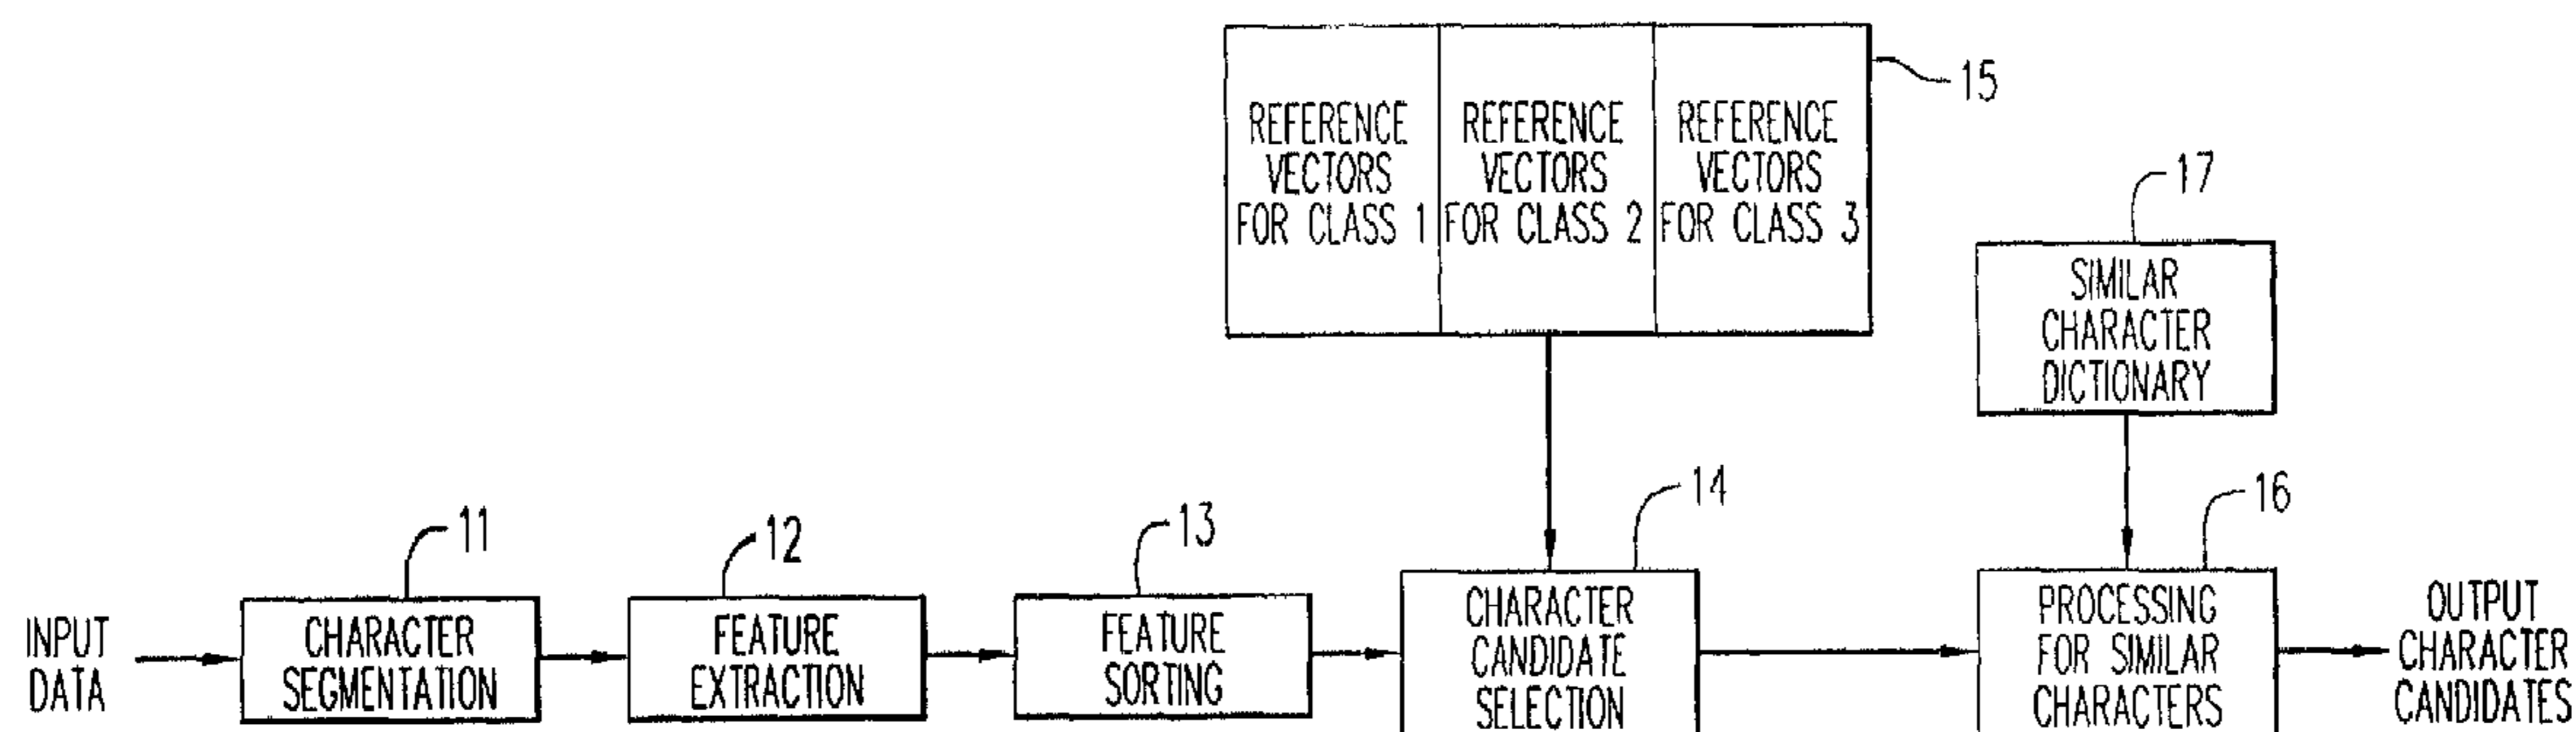 15
REFERENCE
VECTORS
FOR CLASS 1
REFERENCE
VECTORS
FOR CLASS 2
REFERENCE
VECTORS
FOR CLASS 3
17
SIMILAR
CHARACTER
DICTIONARY
INPUT
DATA
11
CHARACTER
SEGMENTATION
12
FEATURE
EXTRACTION
13
FEATURE
SORTING
14
CHARACTER
CANDIDATE
SELECTION
16
PROCESSING
FOR SIMILAR
CHARACTERS
OUTPUT
CHARACTER
CANDIDATES